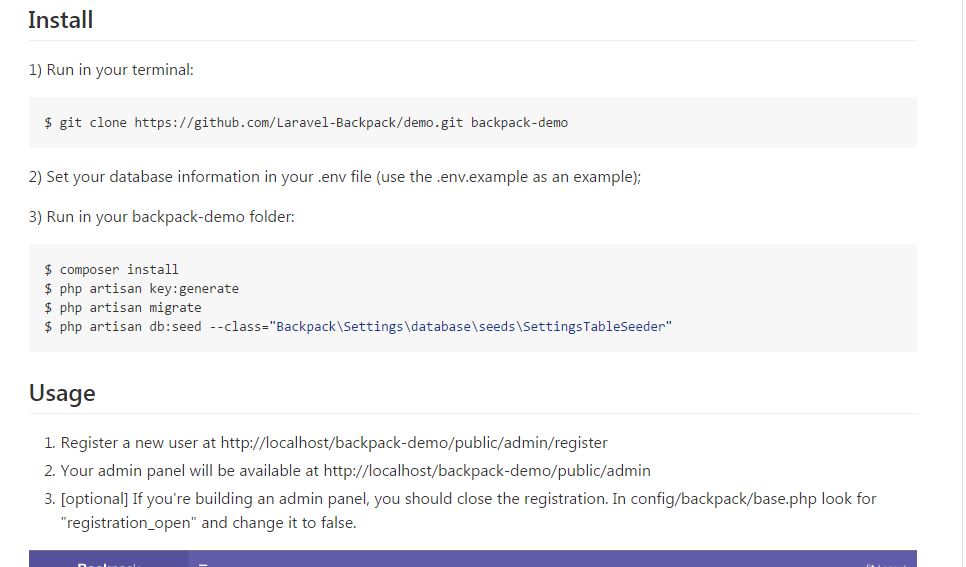 Install
1) Run in your terminal:
$ git clone https://github.com/Laravel-Backpack/demo.git backpack-demo
2) Set your database information in your .env file (use the .env.example as an example);
3) Run in your backpack-demo folder:
$ composer install
$ php artisan key:generate
$ php artisan migrate
$ php artisan db:seed --class="Backpack\Settings\database\seeds\SettingsTableSeeder"
Usage
1. Register a new user at http://localhost/backpack-demo/public/admin/register
2. Your admin panel will be available at http://localhost/backpack-demo/public/admin
3. [optional] If you're building an admin panel, you should close the registration. In config/backpack/base.php look for
"registration_open" and change it to false.